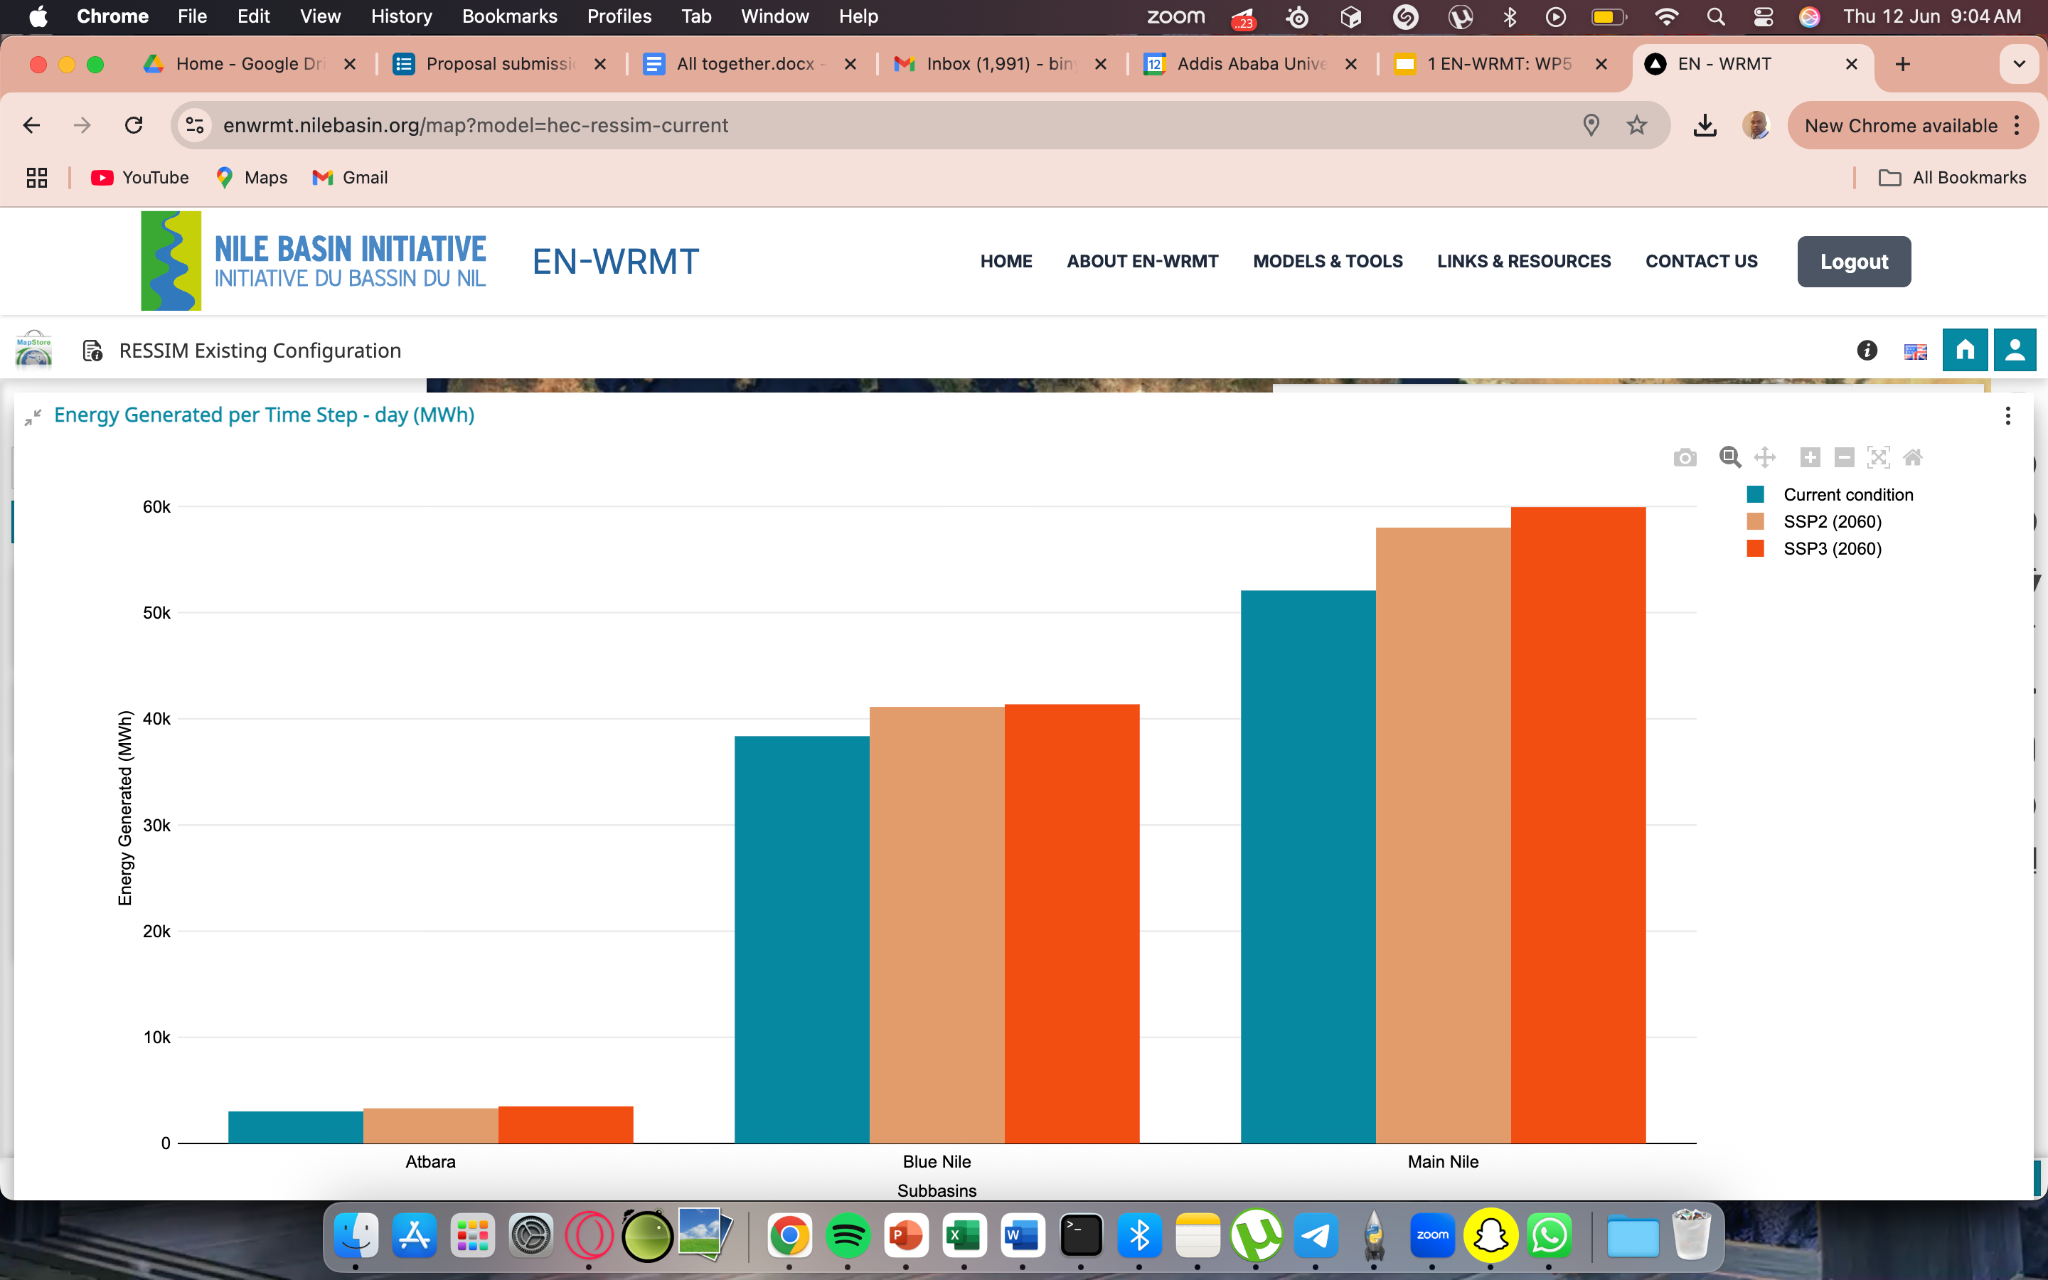 Chrome File Edit View History Bookmarks Profiles Tab Window Help zoom ..23 Thu 12 Jun 9:04 AM
Home - Google Dri Proposal submissi All together.docx - Inbox (1,991) - bin 12 Addis Ababa Unive 1 EN-WRMT: WP5 EN - WRMT
enwrmt.nilebasin.org/map?model=hec-ressim-current New Chrome available
YouTube Maps Gmail All Bookmarks
NILE BASIN INITIATIVE
INITIATIVE DU BASSIN DU NIL
EN-WRMT
HOME ABOUT EN-WRMT MODELS & TOOLS LINKS & RESOURCES CONTACT US Logout
MapStore
RESSIM Existing Configuration
Energy Generated per Time Step - day (MWh)
Current condition
SSP2 (2060)
SSP3 (2060)
60k
50k
40k
30k
20k
10k
0
Energy Generated (MWh)
Atbara Blue Nile Main Nile
Subbasins
P X W >_ zoom